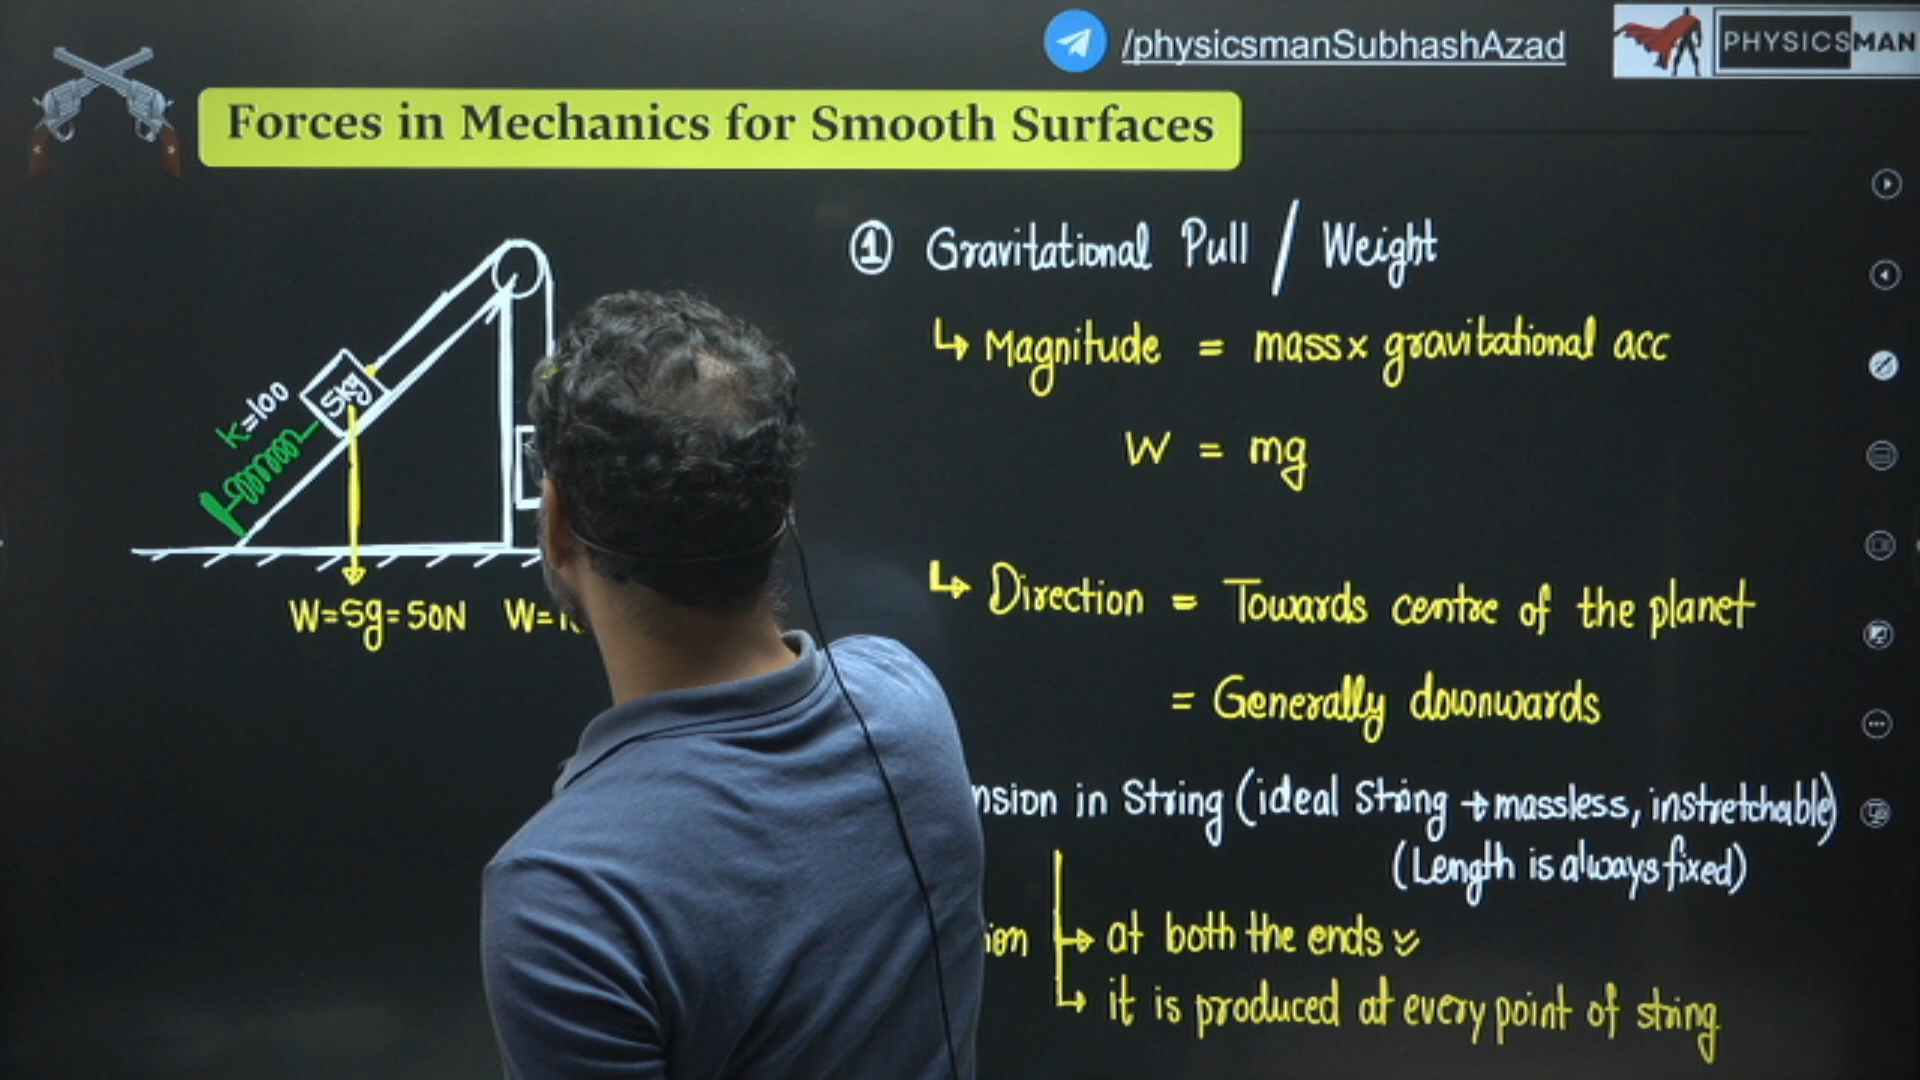 /physicsmanSubhashAzad
PHYSICSMAN
Forces in Mechanics for Smooth Surfaces
① Gravitational Pull / Weight
↳ Magnitude = mass x gravitational acc
W = mg
k=100
5kg
W=5g=50N W=1
↳ Direction = Towards centre of the planet
= Generally downwards
nsion in String (ideal String → massless, instretchable)
(Length is always fixed)
ion → at both the ends
↳ it is produced at every point of string